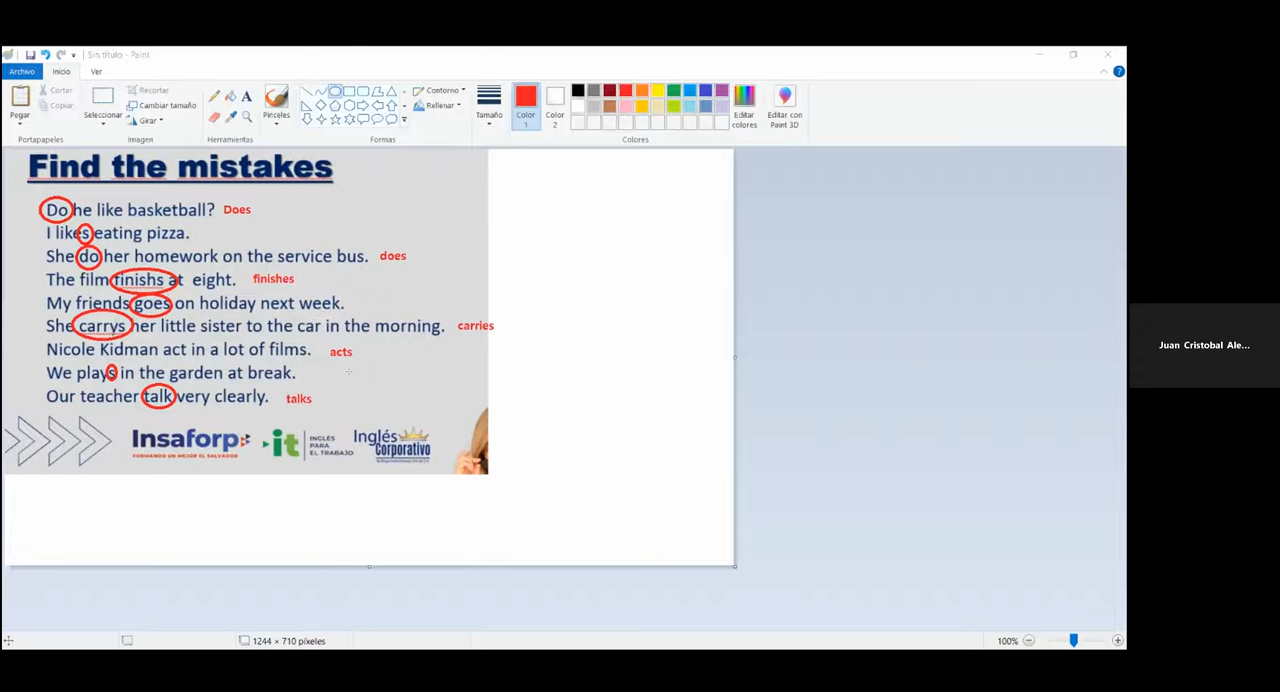 Sin título - Paint
Archivo Inicio Ver
Pegar
Cortar
Copiar
Portapapeles
Seleccionar
Recortar
Cambiar tamaño
Girar
Imagen
Herramientas
Pinceles
Contorno
Rellenar
Formas
Tamaño
Color 1
Color 2
Editar colores
Editar con Paint 3D
Colores
Find the mistakes
Do he like basketball? Does
I likes eating pizza.
She do her homework on the service bus. does
The film finishs at eight. finishes
My friends goes on holiday next week.
She carrys her little sister to the car in the morning. carries
Nicole Kidman act in a lot of films. acts
We plays in the garden at break.
Our teacher talk very clearly. talks
Insaforp
FORMANDO UN MEJOR EL SALVADOR
it
INGLÉS
PARA
EL TRABAJO
Inglés
Corporativo
Juan Cristobal Ale...
1244 × 710 píxeles
100%